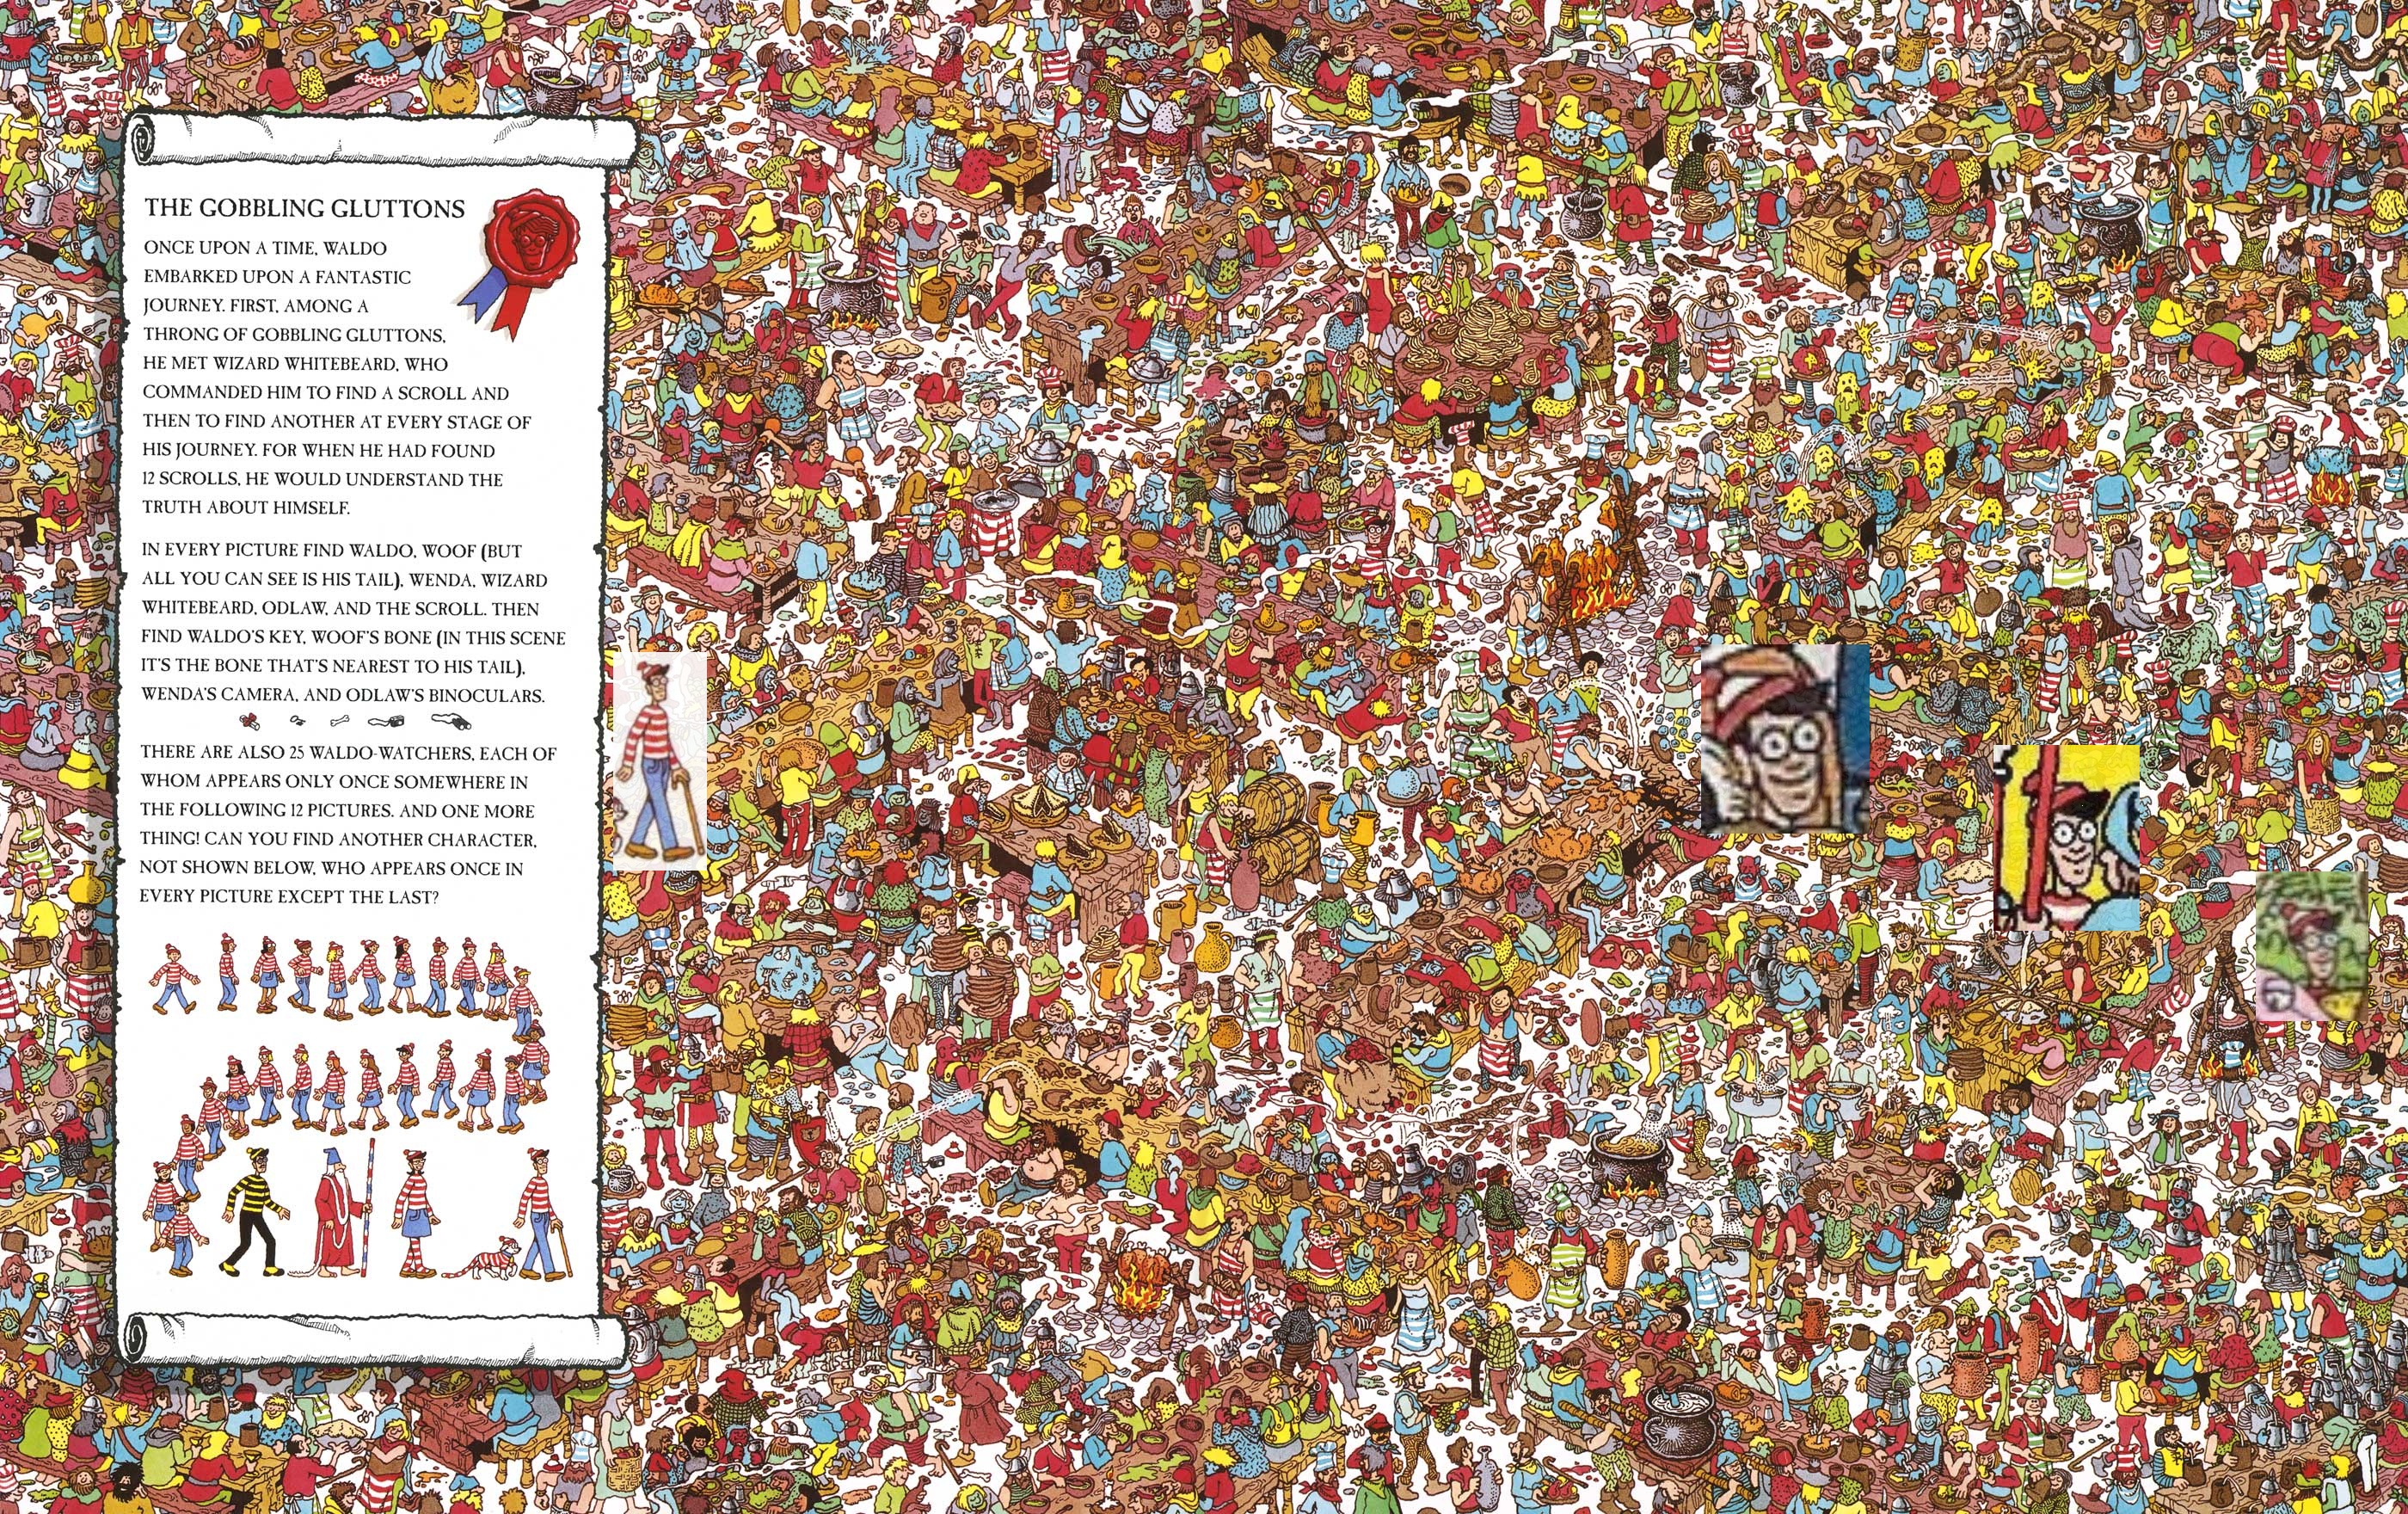 THE GOBBLING GLUTTONS
ONCE UPON A TIME, WALDO
EMBARKED UPON A FANTASTIC
JOURNEY. FIRST, AMONG A
THRONG OF GOBBLING GLUTTONS,
HE MET WIZARD WHITEBEARD, WHO
COMMANDED HIM TO FIND A SCROLL AND
THEN TO FIND ANOTHER AT EVERY STAGE OF
HIS JOURNEY. FOR WHEN HE HAD FOUND
12 SCROLLS, HE WOULD UNDERSTAND THE
TRUTH ABOUT HIMSELF.
IN EVERY PICTURE FIND WALDO, WOOF (BUT
ALL YOU CAN SEE IS HIS TAIL), WENDA, WIZARD
WHITEBEARD, ODLAW, AND THE SCROLL. THEN
FIND WALDO'S KEY, WOOF'S BONE (IN THIS SCENE
IT'S THE BONE THAT'S NEAREST TO HIS TAIL),
WENDA'S CAMERA, AND ODLAW'S BINOCULARS.
THERE ARE ALSO 25 WALDO-WATCHERS, EACH OF
WHOM APPEARS ONLY ONCE SOMEWHERE IN
THE FOLLOWING 12 PICTURES. AND ONE MORE
THING! CAN YOU FIND ANOTHER CHARACTER,
NOT SHOWN BELOW, WHO APPEARS ONCE IN
EVERY PICTURE EXCEPT THE LAST?